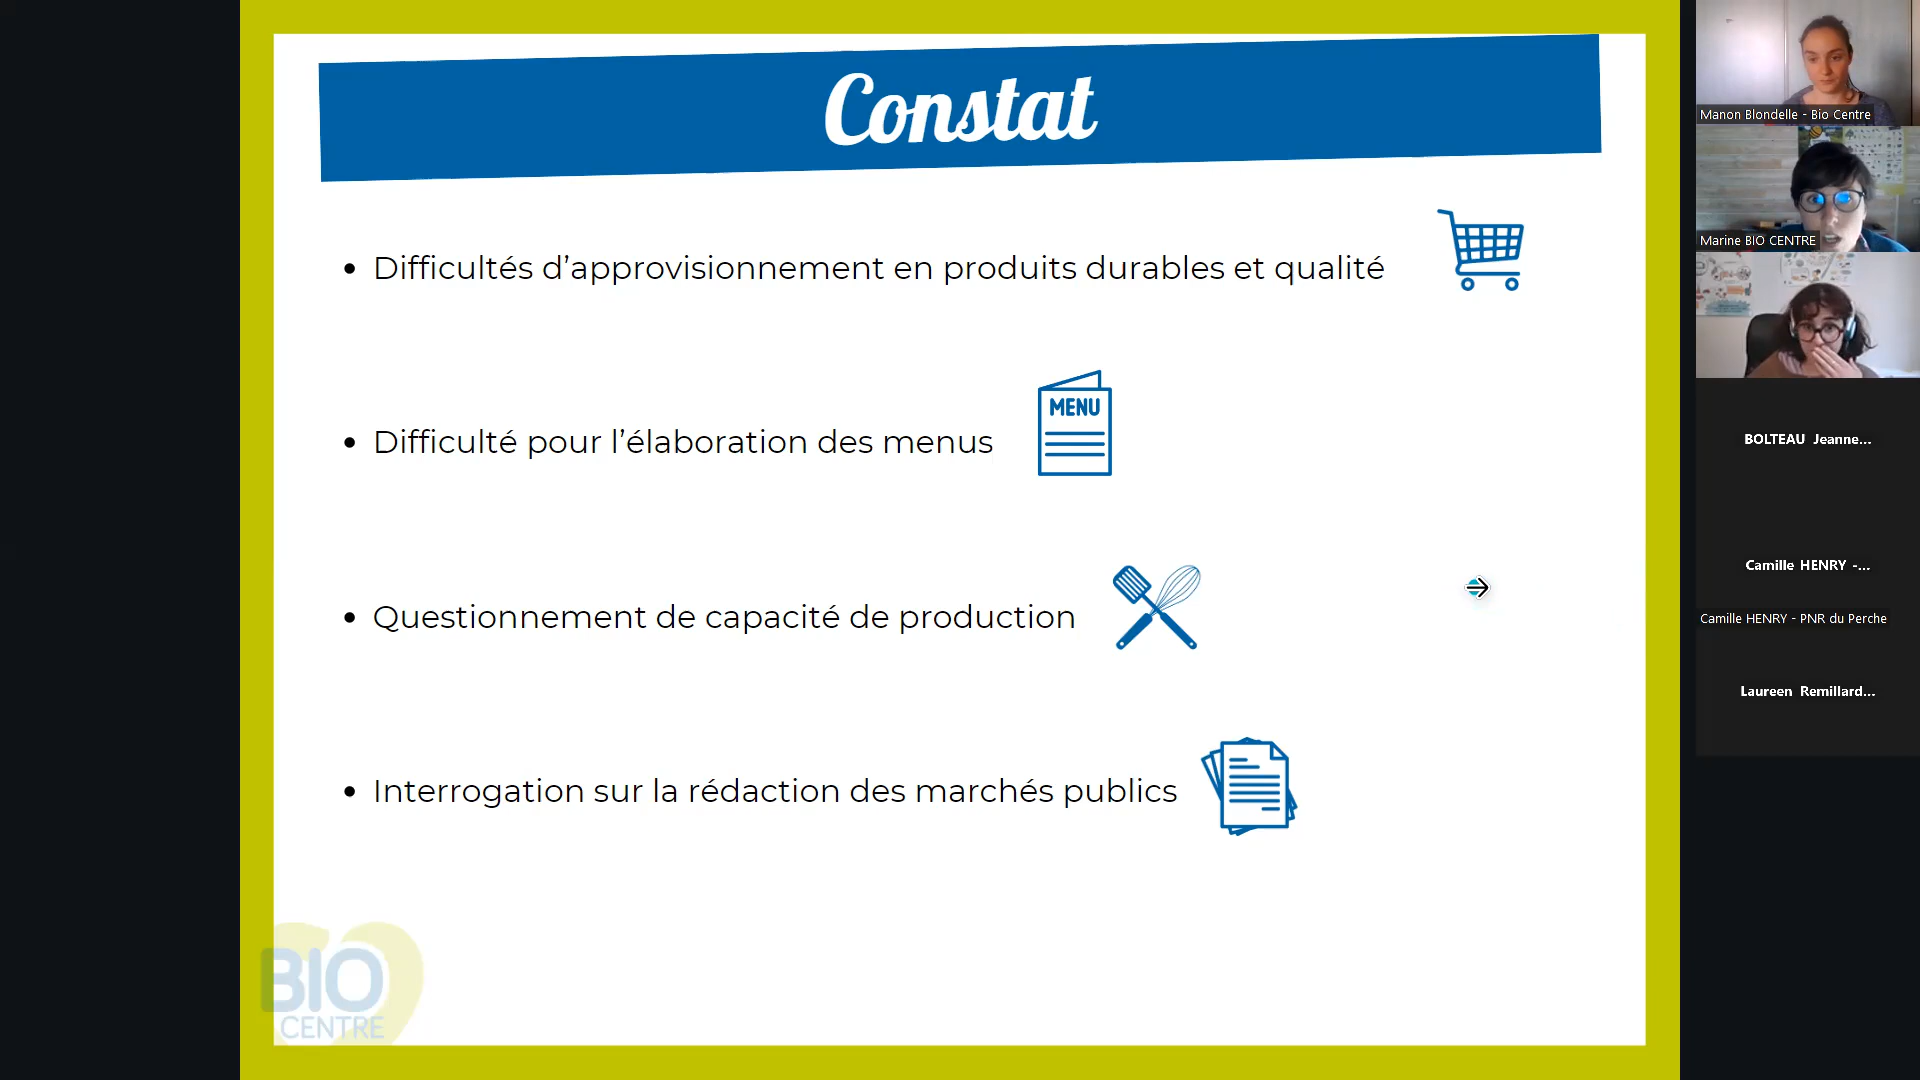 Constat
Difficultés d’approvisionnement en produits durables et qualité
MENU
Difficulté pour l’élaboration des menus
Questionnement de capacité de production
Interrogation sur la rédaction des marchés publics
BIO
CENTRE
Manon Blondelle - Bio Centre
Marine BIO CENTRE
BOLTEAU Jeanne...
Camille HENRY -...
Camille HENRY - PNR du Perche
Laureen Remillard...